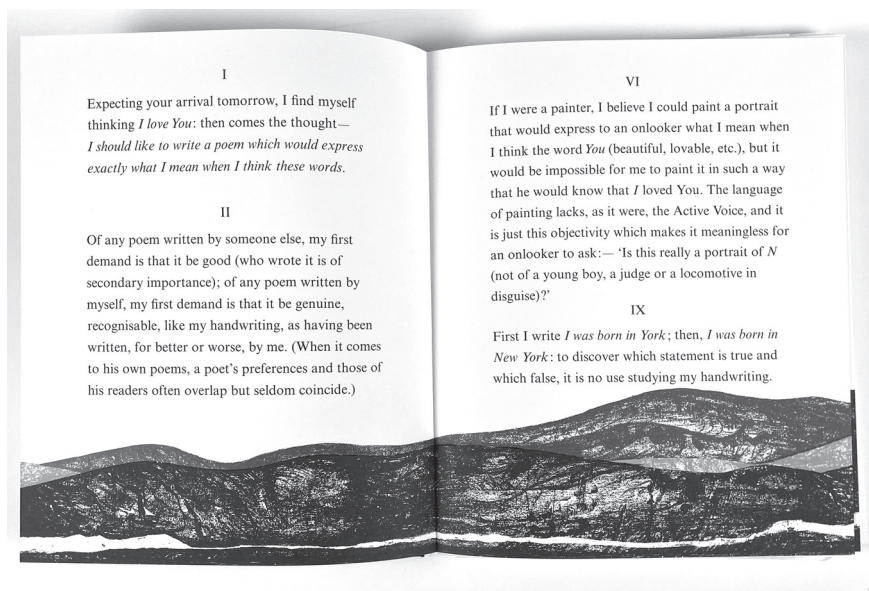 I
Expecting your arrival tomorrow, I find myself
thinking I love You: then comes the thought—
I should like to write a poem which would express
exactly what I mean when I think these words.
II
Of any poem written by someone else, my first
demand is that it be good (who wrote it is of
secondary importance); of any poem written by
myself, my first demand is that it be genuine,
recognisable, like my handwriting, as having been
written, for better or worse, by me. (When it comes
to his own poems, a poet's preferences and those of
his readers often overlap but seldom coincide.)
VI
If I were a painter, I believe I could paint a portrait
that would express to an onlooker what I mean when
I think the word You (beautiful, lovable, etc.), but it
would be impossible for me to paint it in such a way
that he would know that I loved You. The language
of painting lacks, as it were, the Active Voice, and it
is just this objectivity which makes it meaningless for
an onlooker to ask:— ‘Is this really a portrait of N
(not of a young boy, a judge or a locomotive in
disguise)?’
IX
First I write I was born in York; then, I was born in
New York: to discover which statement is true and
which false, it is no use studying my handwriting.